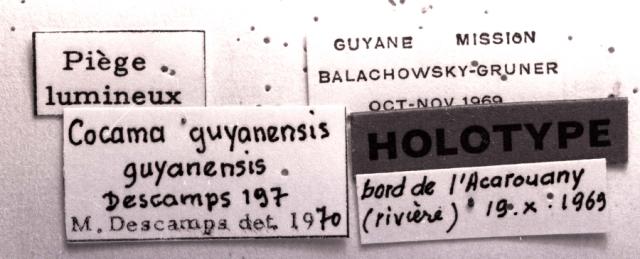 Piège
lumineux
GUYANE MISSION
BALACHOWSKY-GRUNER
OCT-NOV 1969
Cocama guyanensis
guyanensis
Descamps 197
M. Descamps det. 1970
HOLOTYPE
bord de l'Acarouany
(rivière) 19.x.1969